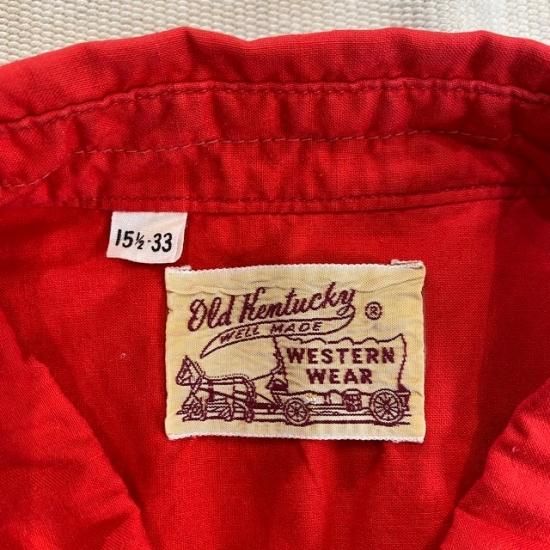 15½-33
Old Kentucky ®
WELL MADE
WESTERN
WEAR